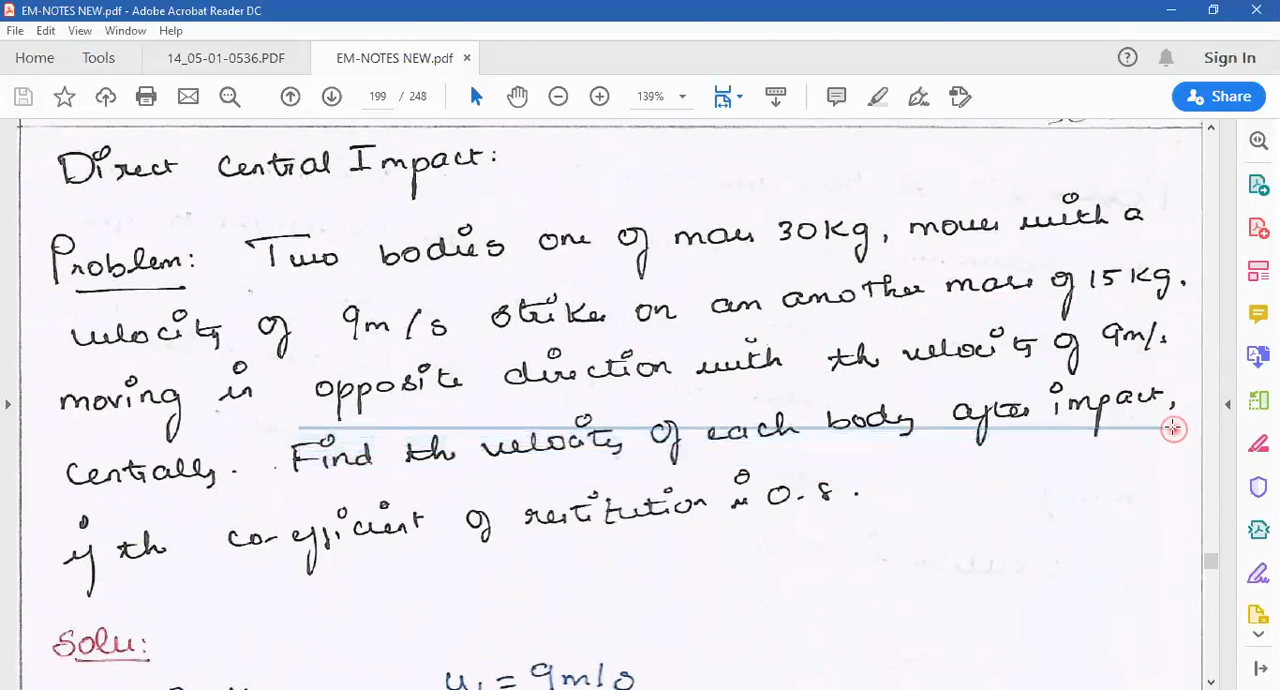 EM-NOTES NEW.pdf - Adobe Acrobat Reader DC
File Edit View Window Help
Home Tools 14_05-01-0536.PDF EM-NOTES NEW.pdf × Sign In
199 / 248 139% Share
Direct Central Impact:
Problem: Two bodies one of mass 30Kg, moves with a
velocity of 9m/s strikes on an another mass of 15Kg.
moving in opposite direction with the velocity of 9m/s
centrally. Find the velocity of each body after impact,
if the co-efficient of restitution is 0.8.
Solu:
u1 = 9m/s